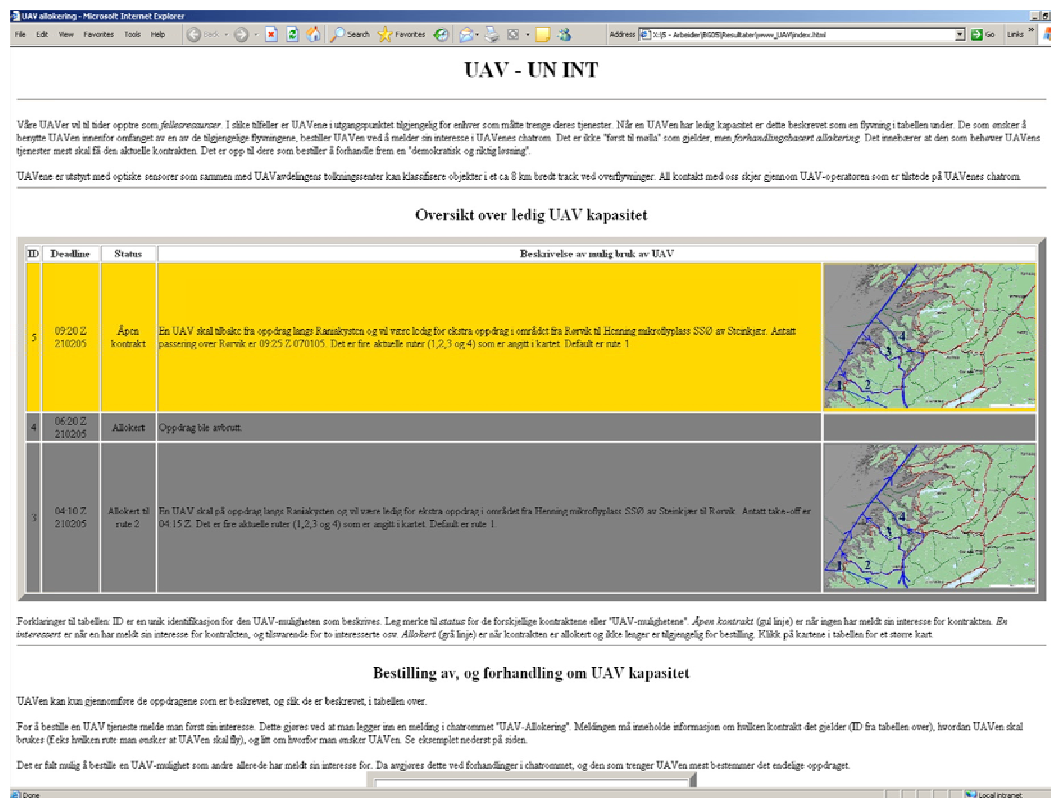 UAV allokering - Microsoft Internet Explorer
File Edit View Favorites Tools Help Back Search Favorites Address X:\5 - Arbeider\BG05\Resultater\www_UAV\index.html Go Links
UAV - UN INT
Våre UAVer vil til tider opptre som fellesressurser. I slike tilfeller er UAVene i utgangspunktet tilgjengelig for enhver som måtte trenge deres tjenester. Når en UAVen har ledig kapasitet er dette beskrevet som en flyvning i tabellen under. De som ønsker å
benytte UAVen innenfor omfanget av en av de tilgjengelige flyvningene, bestiller UAVen ved å melder sin interesse i UAVenes chatrom. Det er ikke "først til mølla" som gjelder, men forhandlingsbasert allokering. Det innebærer at den som behøver UAVens
tjenester mest skal få den aktuelle kontrakten. Det er opp til dere som bestiller å forhandle frem en "demokratisk og riktig løsning".
UAVene er utstyrt med optiske sensorer som sammen med UAVavdelingens tolkningssenter kan klassifisere objekter i et ca 8 km bredt track ved overflyvninger. All kontakt med oss skjer gjennom UAV-operatøren som er tilstede på UAVenes chatrom.
Oversikt over ledig UAV kapasitet
ID Deadline Status Beskrivelse av mulig bruk av UAV
5 09:20 Z 210205 Åpen kontrakt En UAV skal tilbake fra oppdrag langs Ranakysten og vil være ledig for ekstra oppdrag i området fra Rørvik til Henning mikroflyplass SSØ av Steinkjær. Antatt
passering over Rørvik er 09:25 Z 070105. Det er fire aktuelle ruter (1,2,3 og 4) som er angitt i kartet. Default er rute 1
1 2 3 4
4 06:20 Z 210205 Allokert Oppdrag ble avbrutt.
3 04:10 Z 210205 Allokert til rute 2 En UAV skal på oppdrag langs Ranakysten og vil være ledig for ekstra oppdrag i området fra Henning mikroflyplass SSØ av Steinkjær til Rørvik. Antatt take-off er
04:15 Z. Det er fire aktuelle ruter (1,2,3 og 4) som er angitt i kartet. Default er rute 1
1 2 3 4
Forklaringer til tabellen: ID er en unik identifikasjon for den UAV-muligheten som beskrives. Leg merke til status for de forskjellige kontraktene eller "UAV-mulighetene". Åpen kontrakt (gul linje) er når ingen har meldt sin interesse for kontrakten. En
interessert er når en har meldt sin interesse for kontrakten, og tilsvarende for to interesserte osv. Allokert (grå linje) er når kontrakten er allokert og ikke lenger er tilgjengelig for bestilling. Klikk på kartene i tabellen for et større kart.
Bestilling av, og forhandling om UAV kapasitet
UAVen kan kun gjennomføre de oppdragene som er beskrevet, og slik de er beskrevet, i tabellen over.
For å bestille en UAV tjeneste melde man først sin interesse. Dette gjøres ved at man legger inn en melding i chatrommet "UAV-Allokering". Meldingen må inneholde informasjon om hvilken kontrakt det gjelder (ID fra tabellen over), hvordan UAVen skal
brukes (f.eks hvilken rute man ønsker at UAVen skal fly), og litt om hvorfor man ønsker UAVen. Se eksemplet nederst på siden.
Det er fult mulig å bestille en UAV-mulighet som andre allerede har meldt sin interesse for. Da avgjøres dette ved forhandlinger i chatrommet, og den som trenger UAVen mest bestemmer det endelige oppdraget.
Done Local intranet